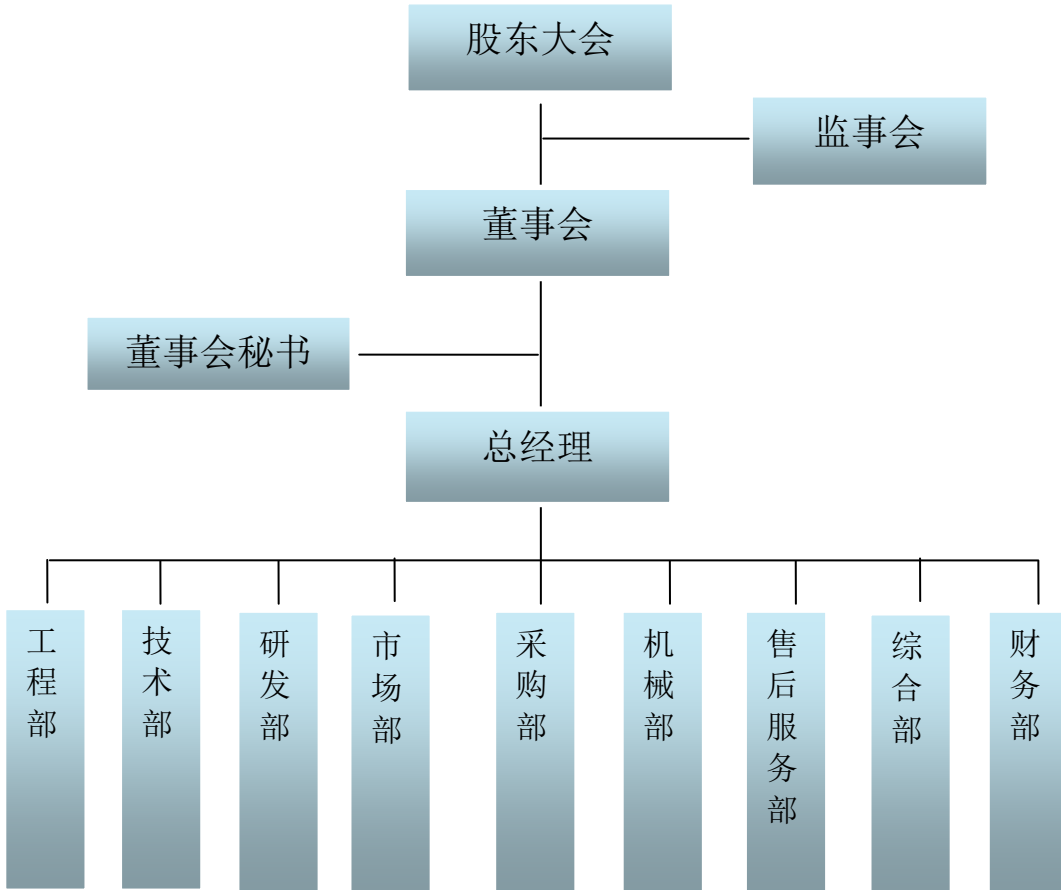 股东大会
监事会
董事会
董事会秘书
总经理
工程部
技术部
研发部
市场部
采购部
机械部
售后服务部
综合部
财务部